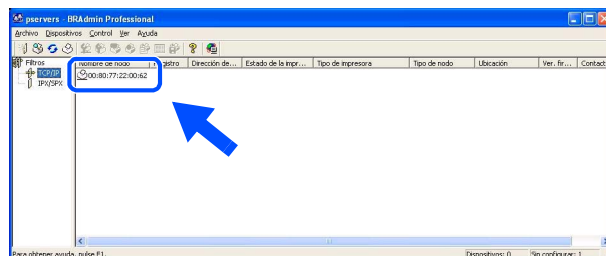 pservers - BRAdmin Professional
Archivo Dispositivos Control Ver Ayuda
Filtros Nombre de nodo Registro Dirección de... Estado de la impr... Tipo de impresora Tipo de nodo Ubicación Ver. fir... Contact
TCP/IP 00:80:77:22:00:62
IPX/SPX
Para obtener ayuda, pulse F1. Dispositivos: 0 Sin configurar: 1